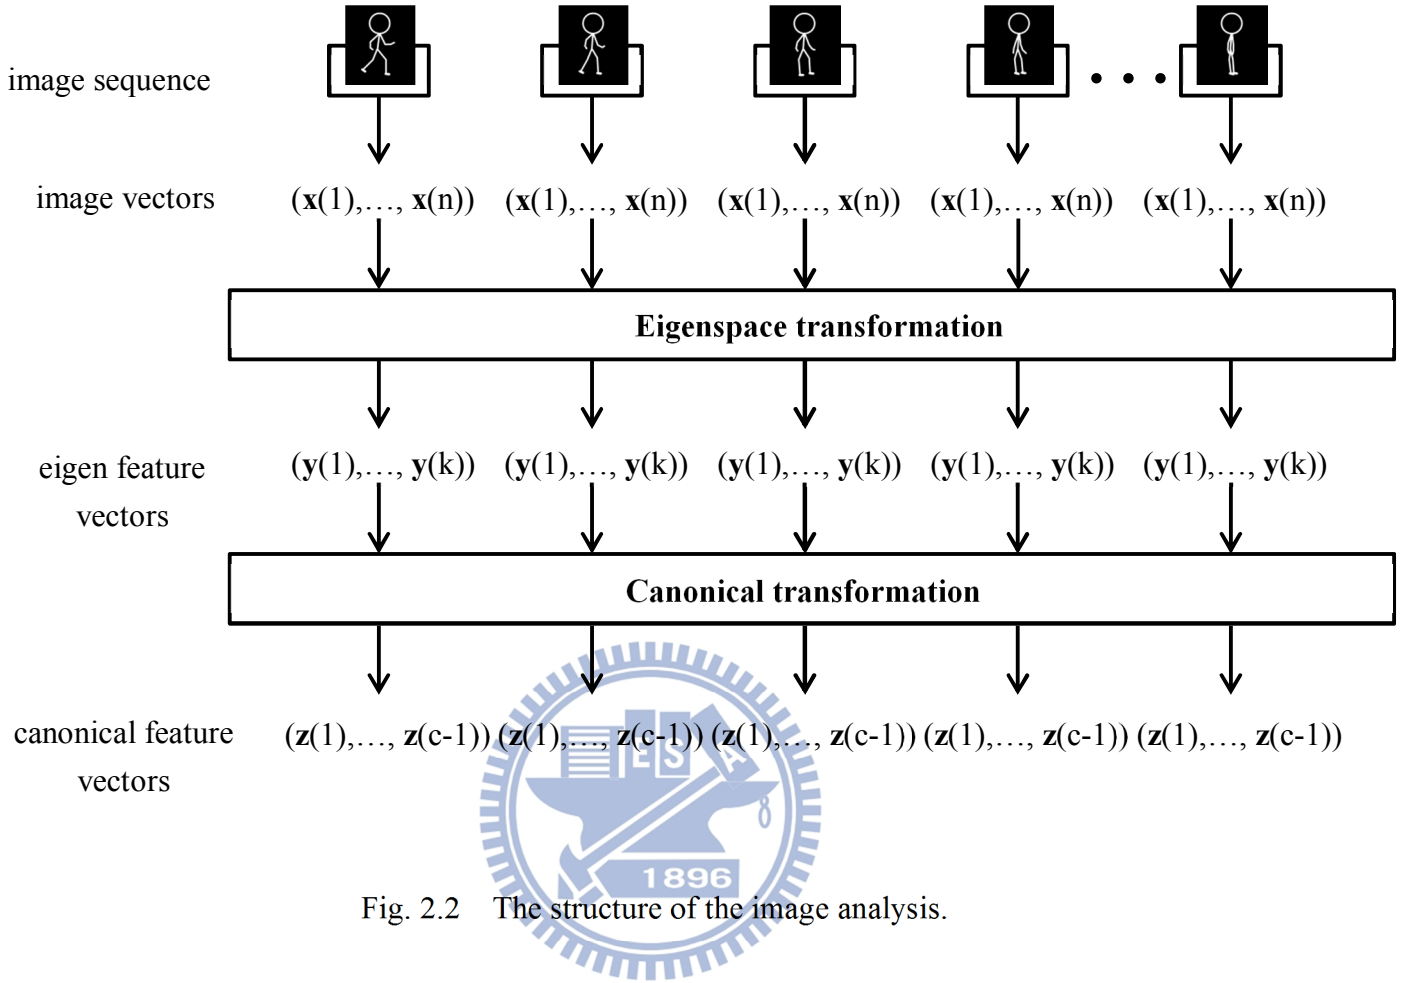 image sequence
image vectors (x(1),…, x(n)) (x(1),…, x(n)) (x(1),…, x(n)) (x(1),…, x(n)) (x(1),…, x(n))
Eigenspace transformation
eigen feature
vectors
(y(1),…, y(k)) (y(1),…, y(k)) (y(1),…, y(k)) (y(1),…, y(k)) (y(1),…, y(k))
Canonical transformation
canonical feature
vectors
(z(1),…, z(c-1)) (z(1),…, z(c-1)) (z(1),…, z(c-1)) (z(1),…, z(c-1)) (z(1),…, z(c-1))
E S A
8
1896
Fig. 2.2 The structure of the image analysis.